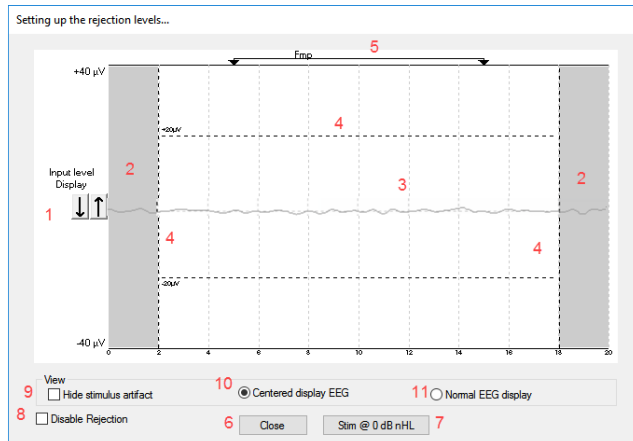 Setting up the rejection levels...
5
Fmp
+40 µV
4
+20µV
2
3
2
Input level
Display
1
4
4
-20µV
-40 µV
0 2 4 6 8 10 12 14 16 18 20
View
9 Hide stimulus artifact 10 Centered display EEG 11 Normal EEG display
8 Disable Rejection 6 Close Stim @ 0 dB nHL 7